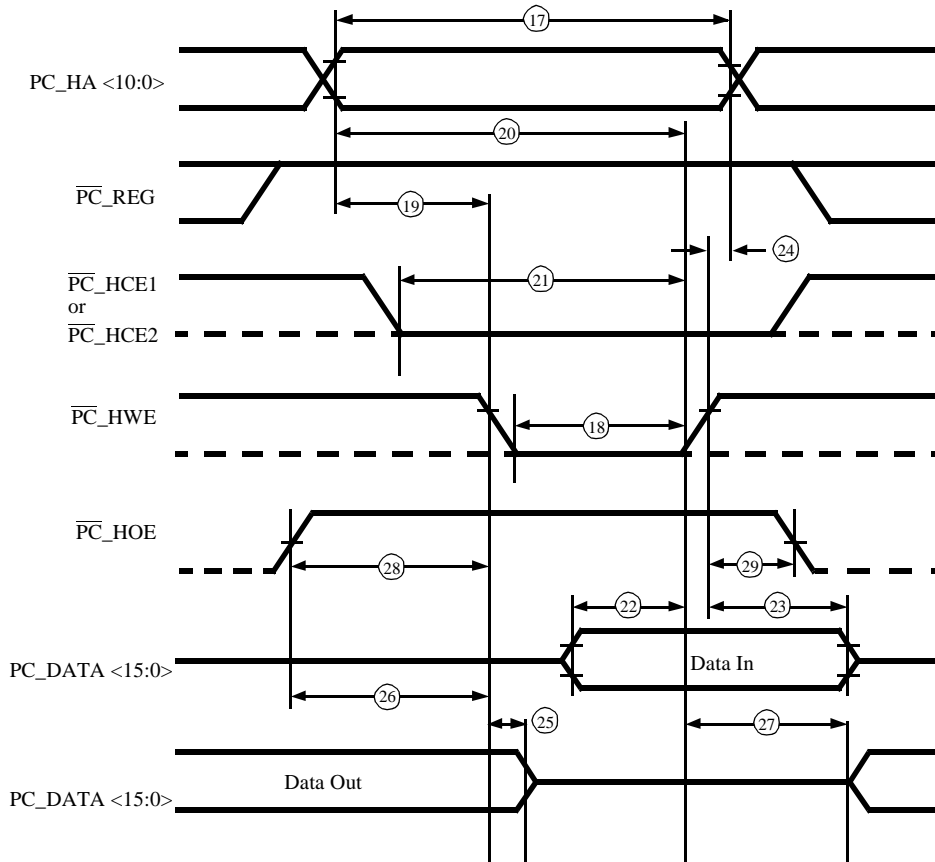 17
PC_HA <10:0>
20
PC_REG
19
24
PC_HCE1
or
PC_HCE2
21
PC_HWE
18
PC_HOE
28
29
22
23
PC_DATA <15:0>
Data In
26
25
27
Data Out
PC_DATA <15:0>